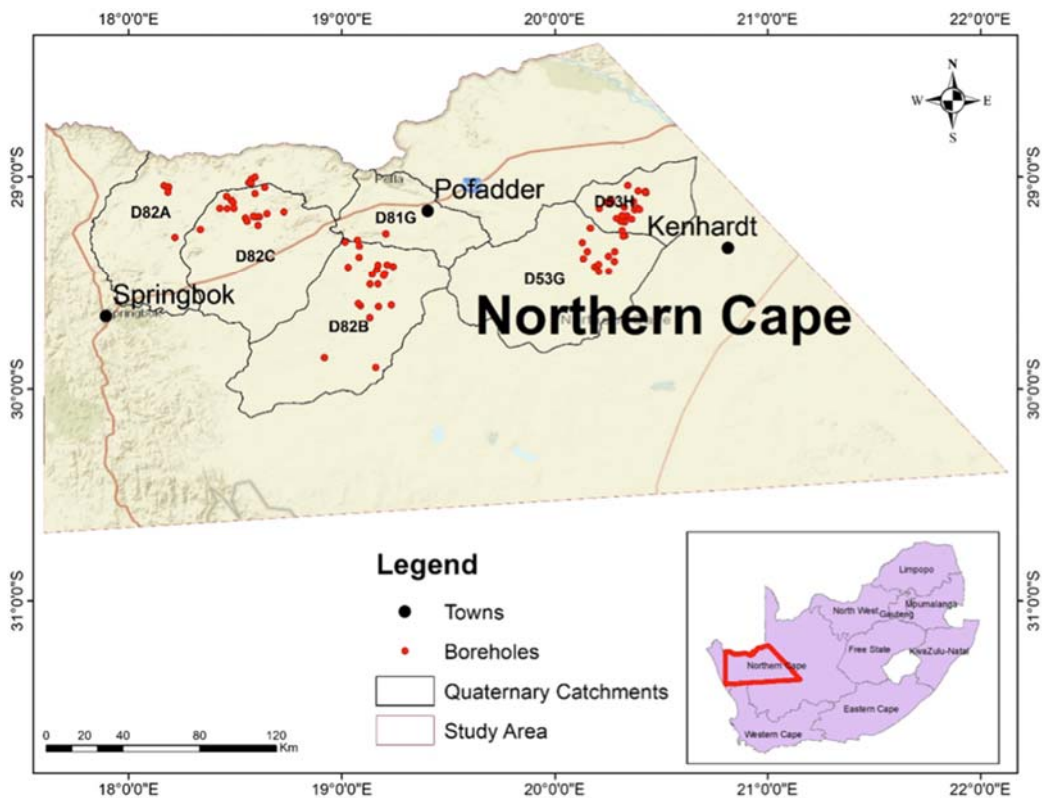 18°0'0"E 19°0'0"E 20°0'0"E 21°0'0"E 22°0'0"E
N
W E
S
29°0'0"S 29°0'0"S
Pella
Pofadder
D82A
D81G
D53H
Kenhardt
D82C
D53G
Springbok
Springbok
Northern Cape
D82B
30°0'0"S 30°0'0"S
Legend
Towns
Boreholes
Quaternary Catchments
Study Area
31°0'0"S 31°0'0"S
0 20 40 80 120
Km
Limpopo
North West
Mpumalanga
Gauteng
Free State
KwaZulu-Natal
Northern Cape
Eastern Cape
Western Cape
18°0'0"E 19°0'0"E 20°0'0"E 21°0'0"E 22°0'0"E